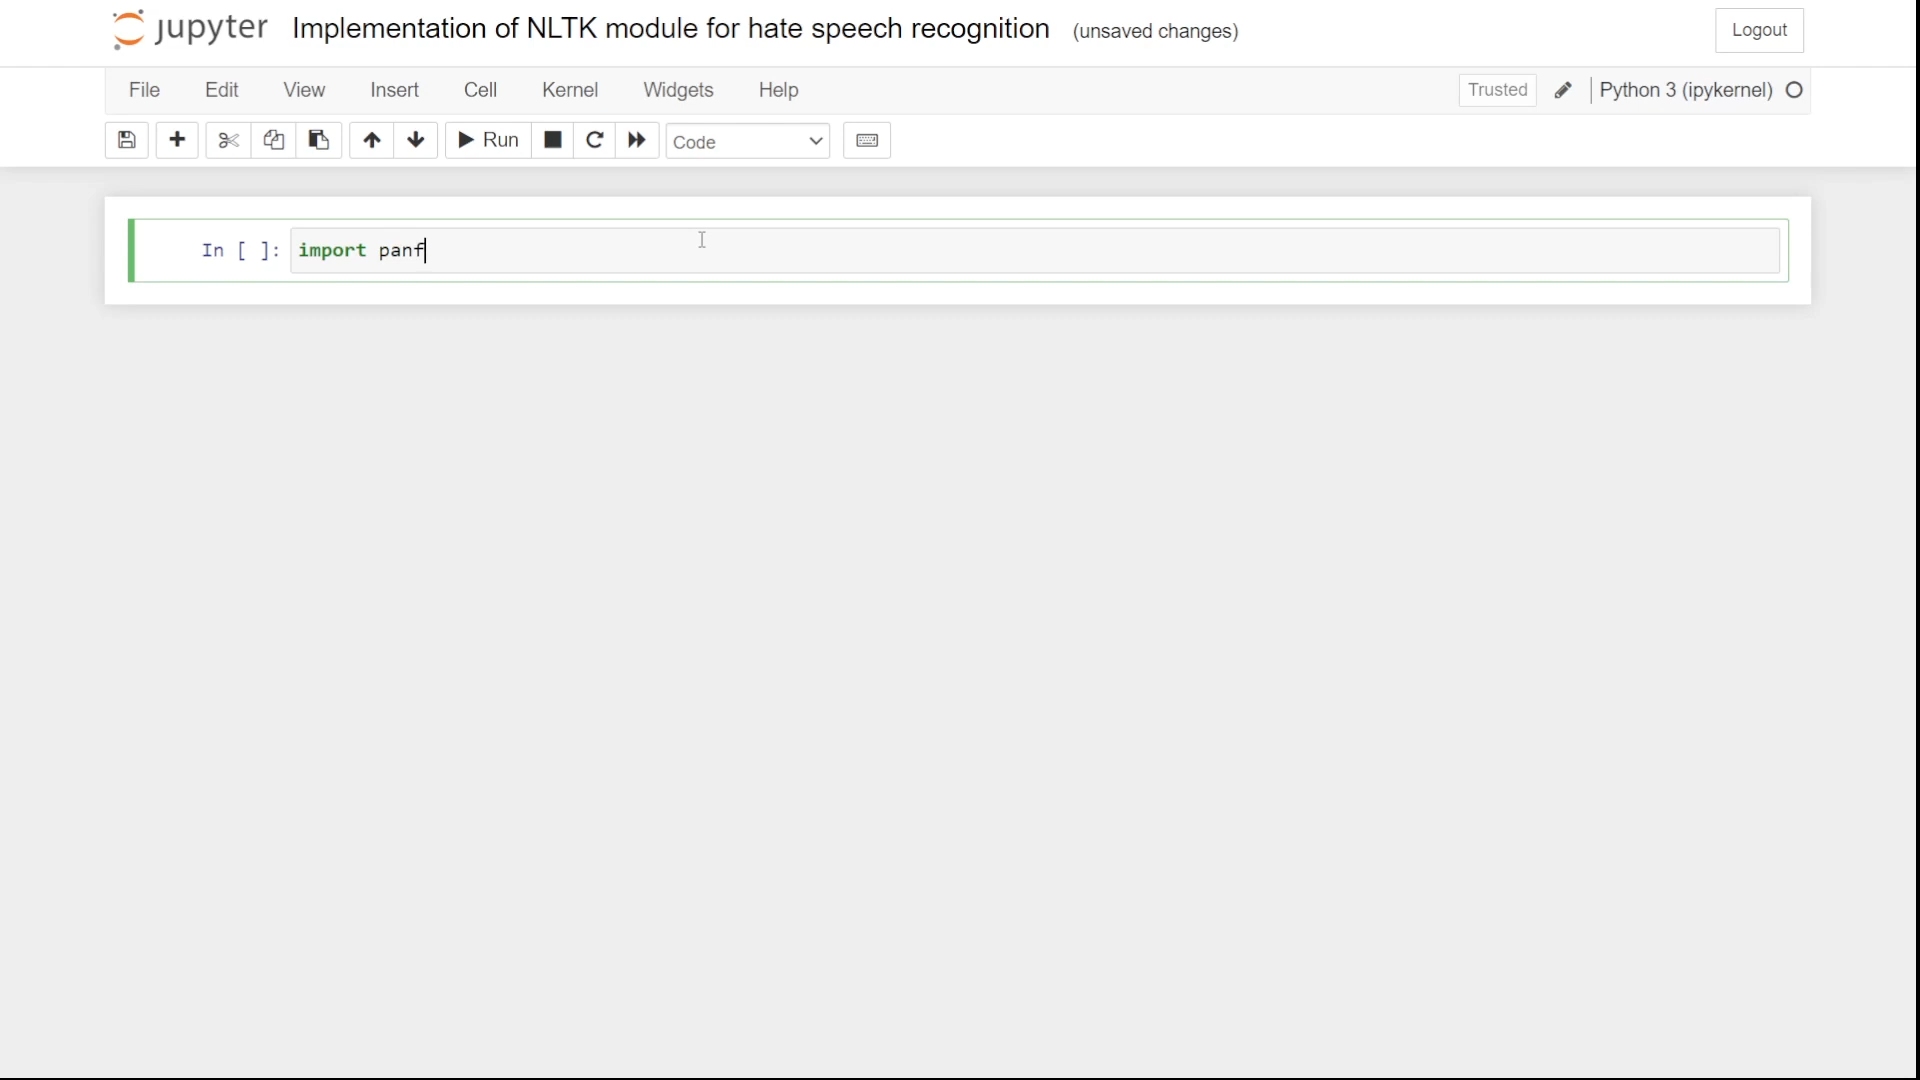 jupyter Implementation of NLTK module for hate speech recognition (unsaved changes) Logout
File Edit View Insert Cell Kernel Widgets Help Trusted Python 3 (ipykernel)
Run Code
In [ ]: import panf